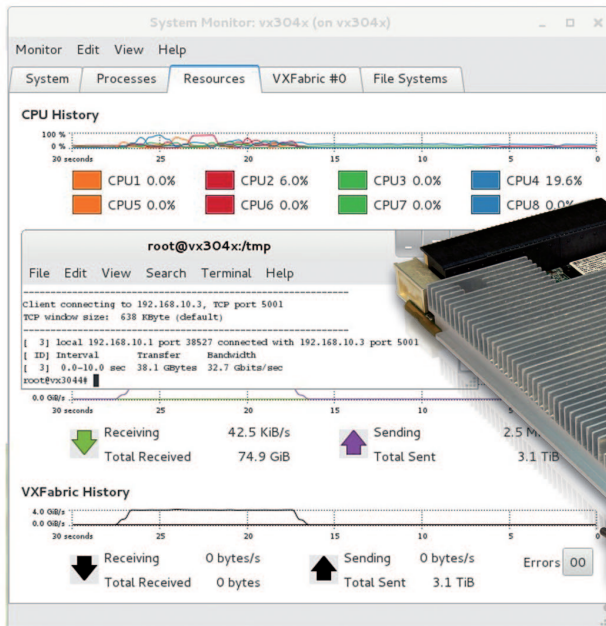 System Monitor: vx304x (on vx304x)
Monitor Edit View Help
System Processes Resources VXFabric #0 File Systems
CPU History
100 %
0 %
30 seconds 25 20 15 10 5 0
CPU1 0.0% CPU2 6.0% CPU3 0.0% CPU4 19.6%
CPU5 0.0% CPU6 0.0% CPU7 0.0% CPU8 0.0%
root@vx304x:/tmp
File Edit View Search Terminal Help
------------------------------------------------------------
Client connecting to 192.168.10.3, TCP port 5001
TCP window size: 638 KByte (default)
------------------------------------------------------------
[ 3] local 192.168.10.1 port 38527 connected with 192.168.10.3 port 5001
[ ID] Interval Transfer Bandwidth
[ 3] 0.0-10.0 sec 38.1 GBytes 32.7 Gbits/sec
root@vx3044#
0.0 GiB/s
30 seconds 25 20 15 10 5
Receiving 42.5 KiB/s Sending 2.5
Total Received 74.9 GiB Total Sent 3.1 TiB
VXFabric History
4.0 GiB/s
0.0 GiB/s
30 seconds 25 20 15 10 5 0
Receiving 0 bytes/s Sending 0 bytes/s Errors 00
Total Received 0 bytes Total Sent 3.1 TiB